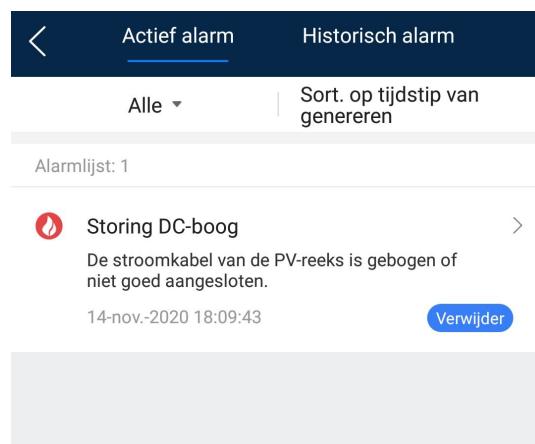 Actief alarm
Historisch alarm
Alle
Sort. op tijdstip van
genereren
Alarmlijst: 1
Storing DC-boog
De stroomkabel van de PV-reeks is gebogen of
niet goed aangesloten.
14-nov.-2020 18:09:43
Verwijder